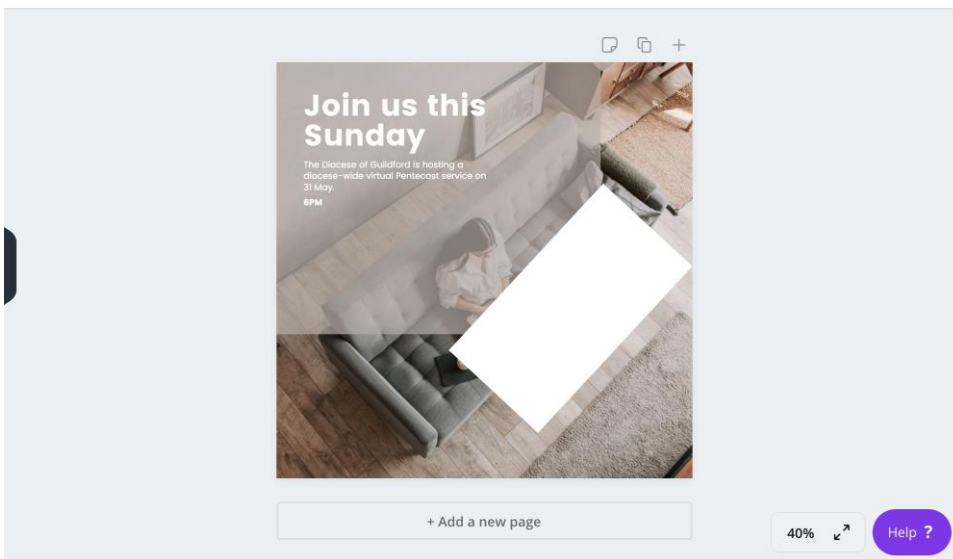 Join us this
Sunday
The Diocese of Guildford is hosting a
diocese-wide virtual Pentecost service on
31 May.
6PM
+ Add a new page
40%
Help ?